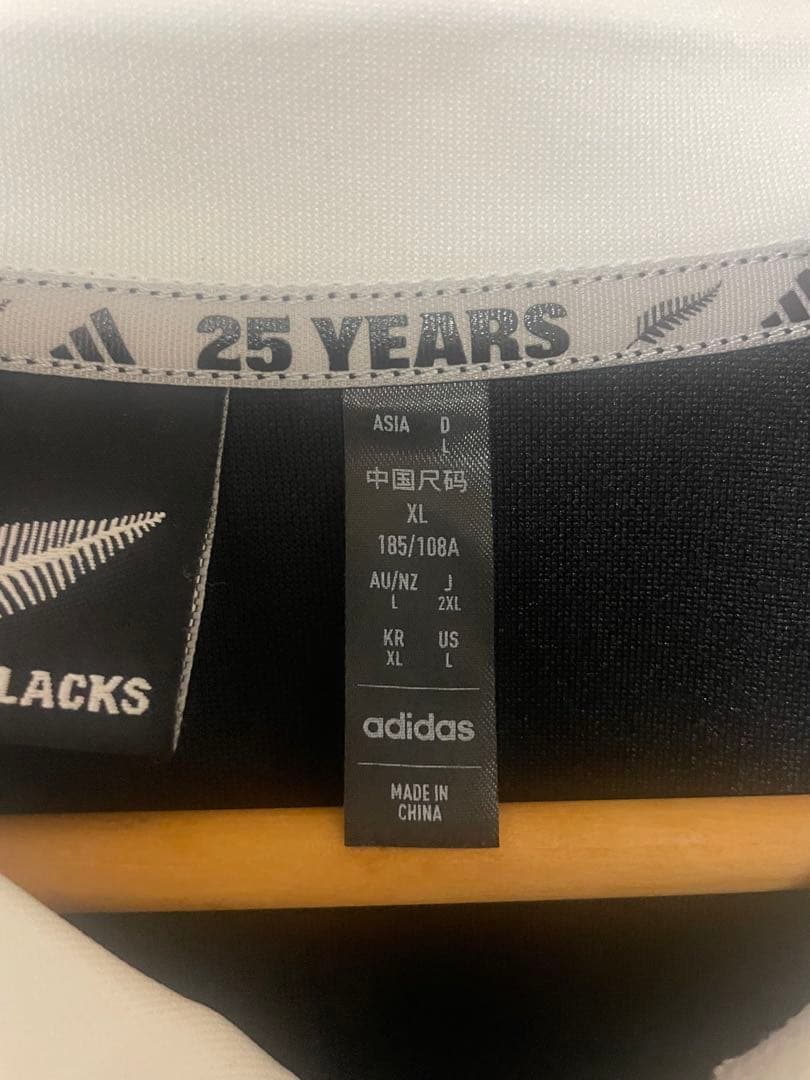 25 YEARS
ASIA D
L
中国尺码
XL
185/108A
AU/NZ J
L 2XL
KR US
XL L
adidas
MADE IN
CHINA
LACKS